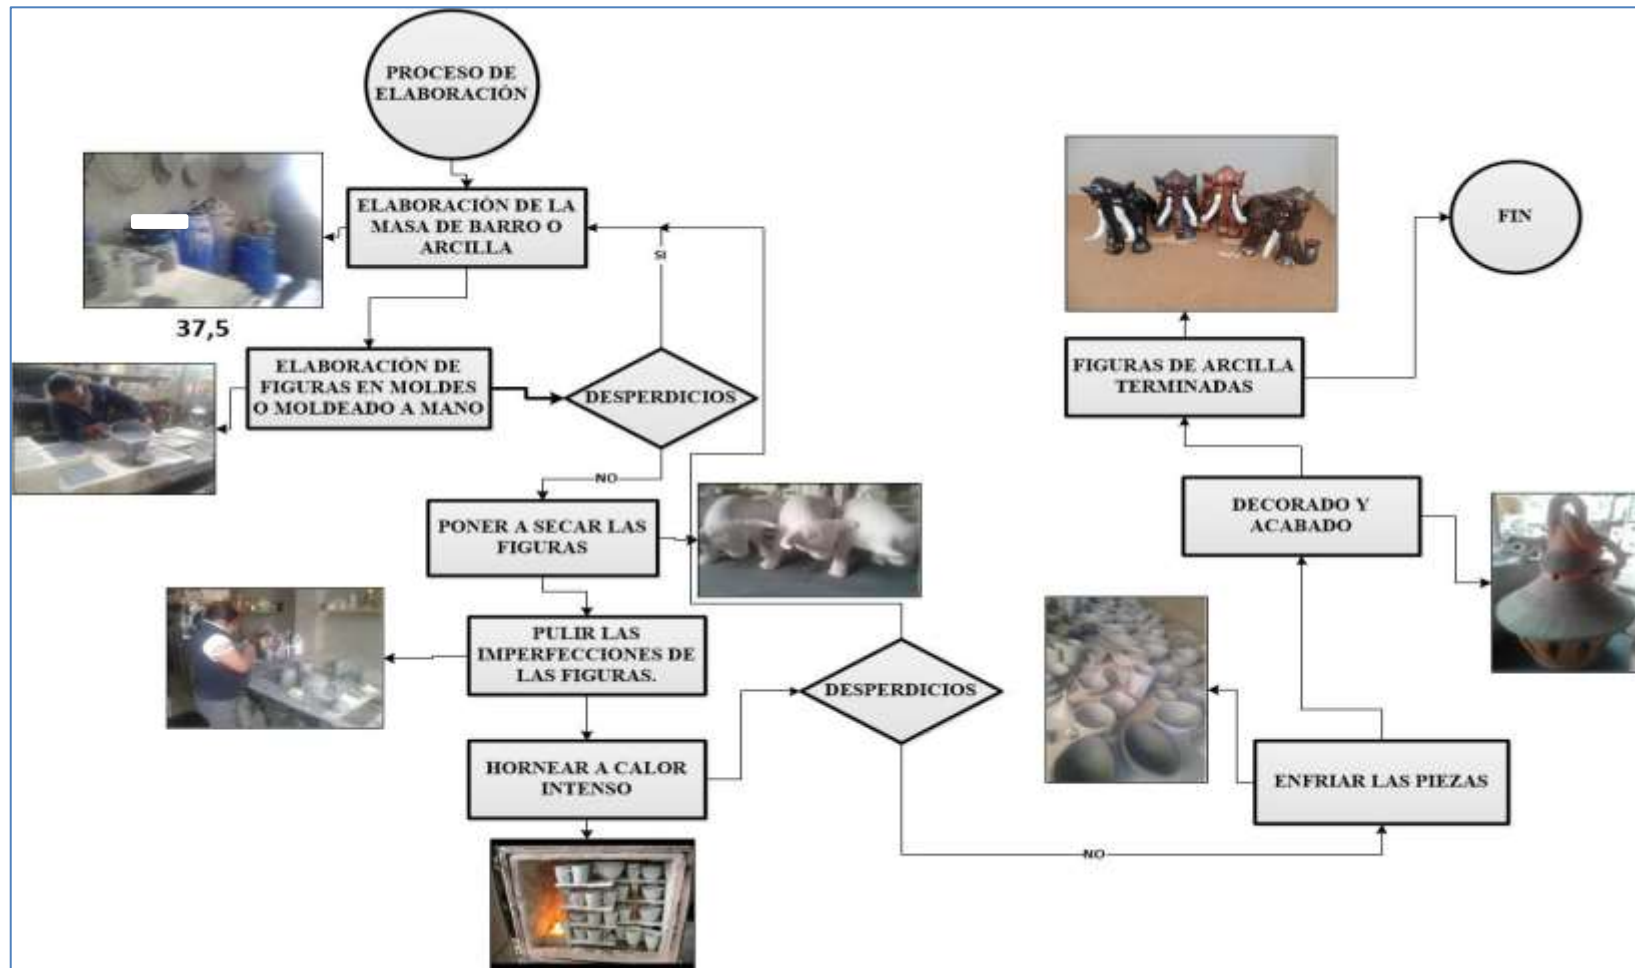 PROCESO DE
ELABORACIÓN
ELABORACIÓN DE LA
MASA DE BARRO O
ARCILLA
37,5
ELABORACIÓN DE
FIGURAS EN MOLDES
O MOLDEADO A MANO
SI
DESPERDICIOS
NO
PONER A SECAR LAS
FIGURAS
PULIR LAS
IMPERFECCIONES DE
LAS FIGURAS.
HORNEAR A CALOR
INTENSO
DESPERDICIOS
NO
ENFRIAR LAS PIEZAS
DECORADO Y
ACABADO
FIGURAS DE ARCILLA
TERMINADAS
FIN